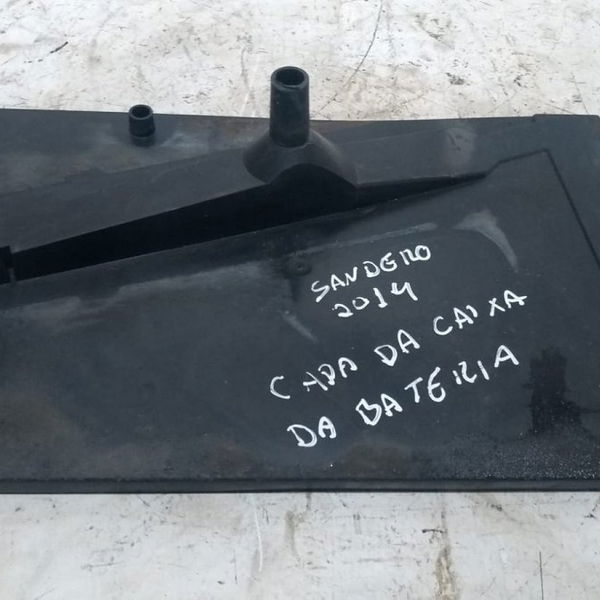 SANDERO
2014
CAPA DA CAIXA
DA BATERIA